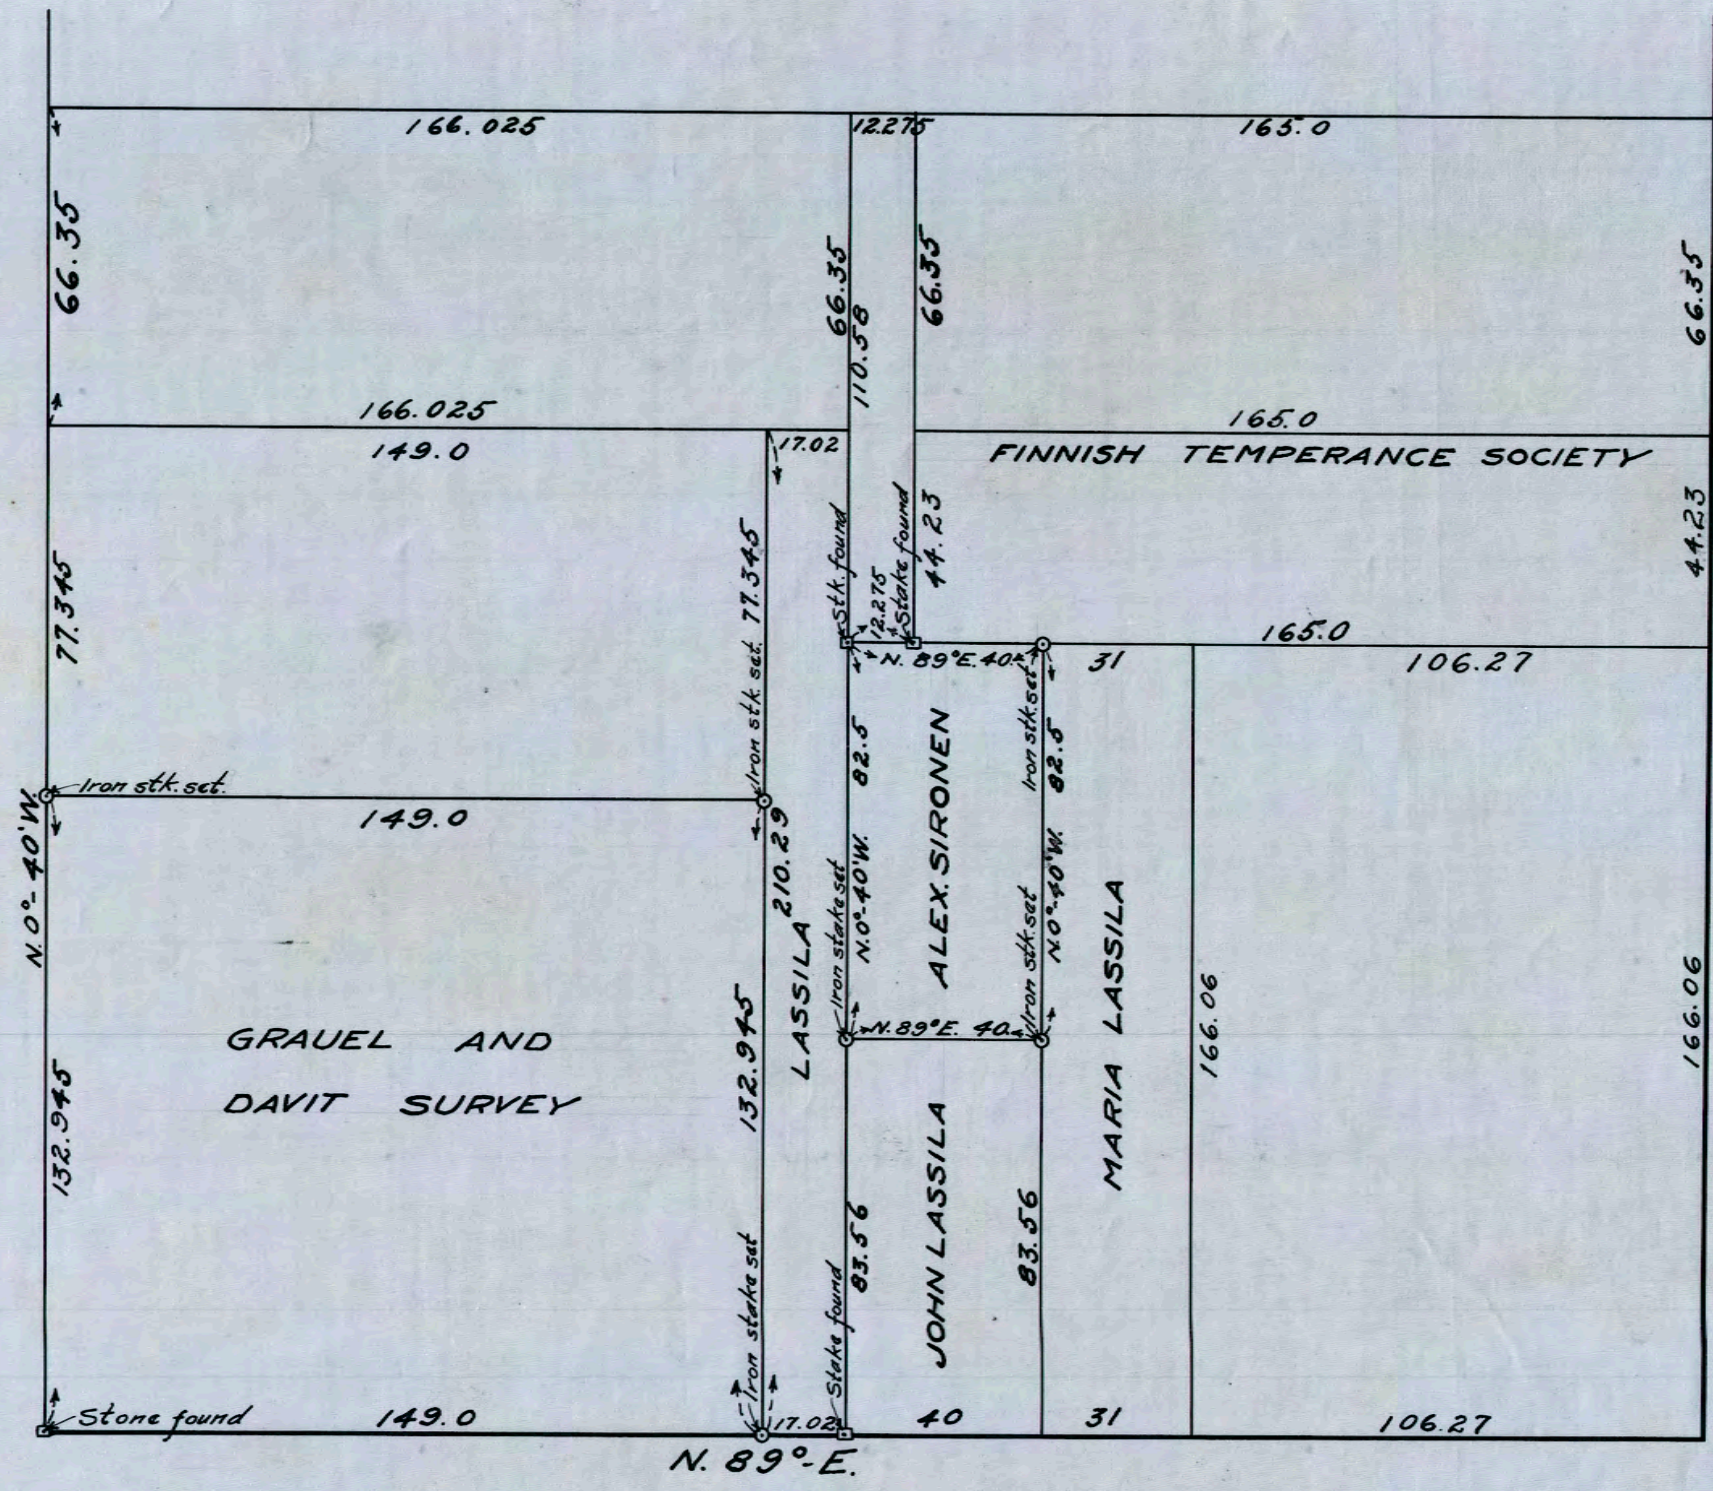 166.025
12.275
165.0
66.35
66.35
110.58
66.35
66.35
166.025
165.0
149.0
17.02
FINNISH TEMPERANCE SOCIETY
77.345
Iron stk. set. 77.345
Stk. found
12.275
Stake found
44.23
44.23
165.0
N. 89°E. 40.
31
106.27
Iron stk. set.
149.0
N. 0°-40'W.
210.29
LASSILA
Iron stake set
N.0°-40'W. 82.5
ALEX. SIRONEN
Iron stk. set
Iron stk. set
N.0°-40'W. 82.5
MARIA LASSILA
166.06
166.06
GRAUEL AND
DAVIT SURVEY
N. 89°E. 40.
132.945
132.945
Iron stake set
Stake found
83.56
JOHN LASSILA
83.56
Stone found
149.0
17.02
40
31
106.27
N. 89°-E.